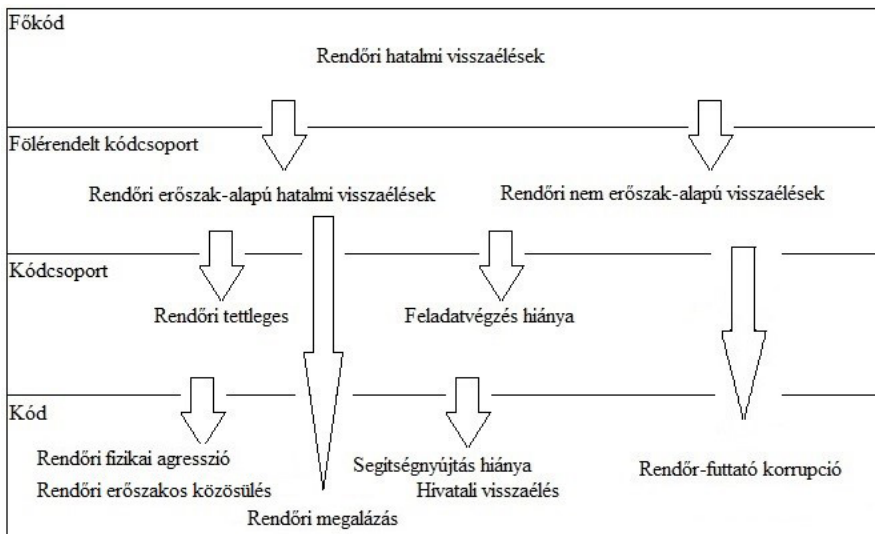 Főkód
Rendőri hatalmi visszaélések
Fölérendelt kódcsoport
Rendőri erőszak-alapú hatalmi visszaélések
Rendőri nem erőszak-alapú visszaélések
Kódcsoport
Rendőri tettleges
Feladatvégzés hiánya
Kód
Rendőri fizikai agresszió
Rendőri erőszakos közösülés
Rendőri megalázás
Segítségnyújtás hiánya
Hivatali visszaélés
Rendőr-futtató korrupció